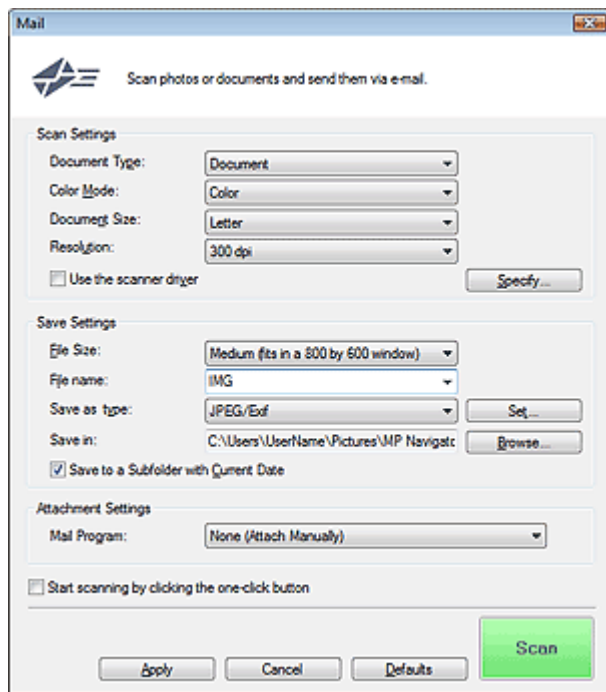 Mail
Scan photos or documents and send them via e-mail.
Scan Settings
Document Type: Document
Color Mode: Color
Document Size: Letter
Resolution: 300 dpi
Use the scanner driver Specify...
Save Settings
File Size: Medium (fits in a 800 by 600 window)
File name: IMG
Save as type: JPEG/Exif Set...
Save in: C:\Users\UserName\Pictures\MP Navigato Browse...
Save to a Subfolder with Current Date
Attachment Settings
Mail Program: None (Attach Manually)
Start scanning by clicking the one-click button
Scan
Apply Cancel Defaults